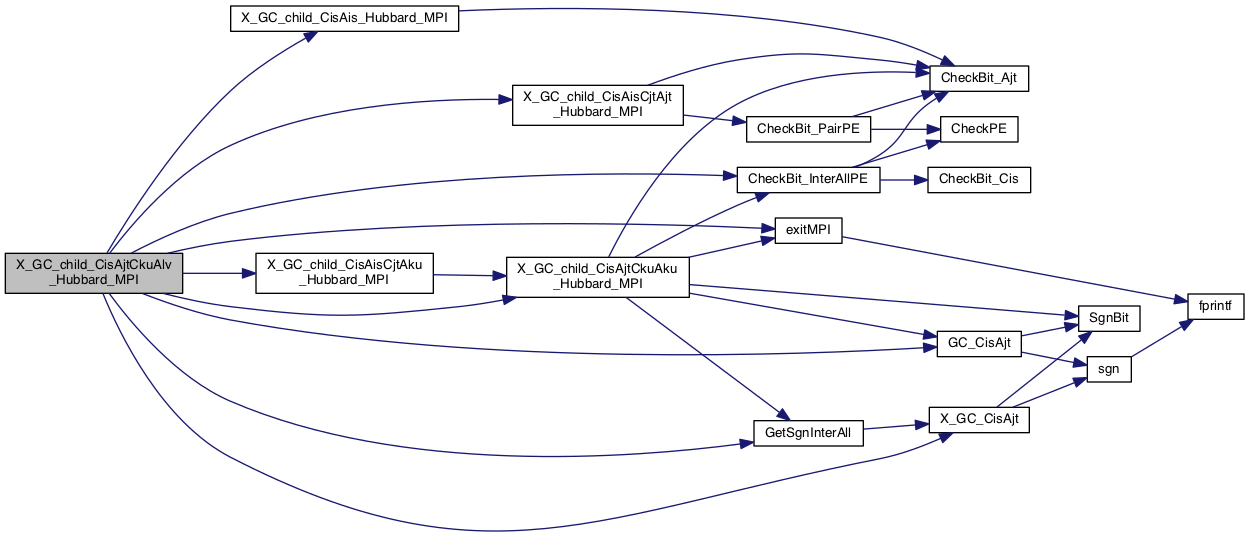 X_GC_child_CisAis_Hubbard_MPI
CheckBit_Ajt
X_GC_child_CisAisCjtAjt
_Hubbard_MPI
CheckBit_PairPE
CheckPE
CheckBit_InterAllPE
CheckBit_Cis
exitMPI
X_GC_child_CisAjtCkuAlv
_Hubbard_MPI
X_GC_child_CisAisCjtAku
_Hubbard_MPI
X_GC_child_CisAjtCkuAku
_Hubbard_MPI
fprintf
SgnBit
GC_CisAjt
sgn
X_GC_CisAjt
GetSgnInterAll